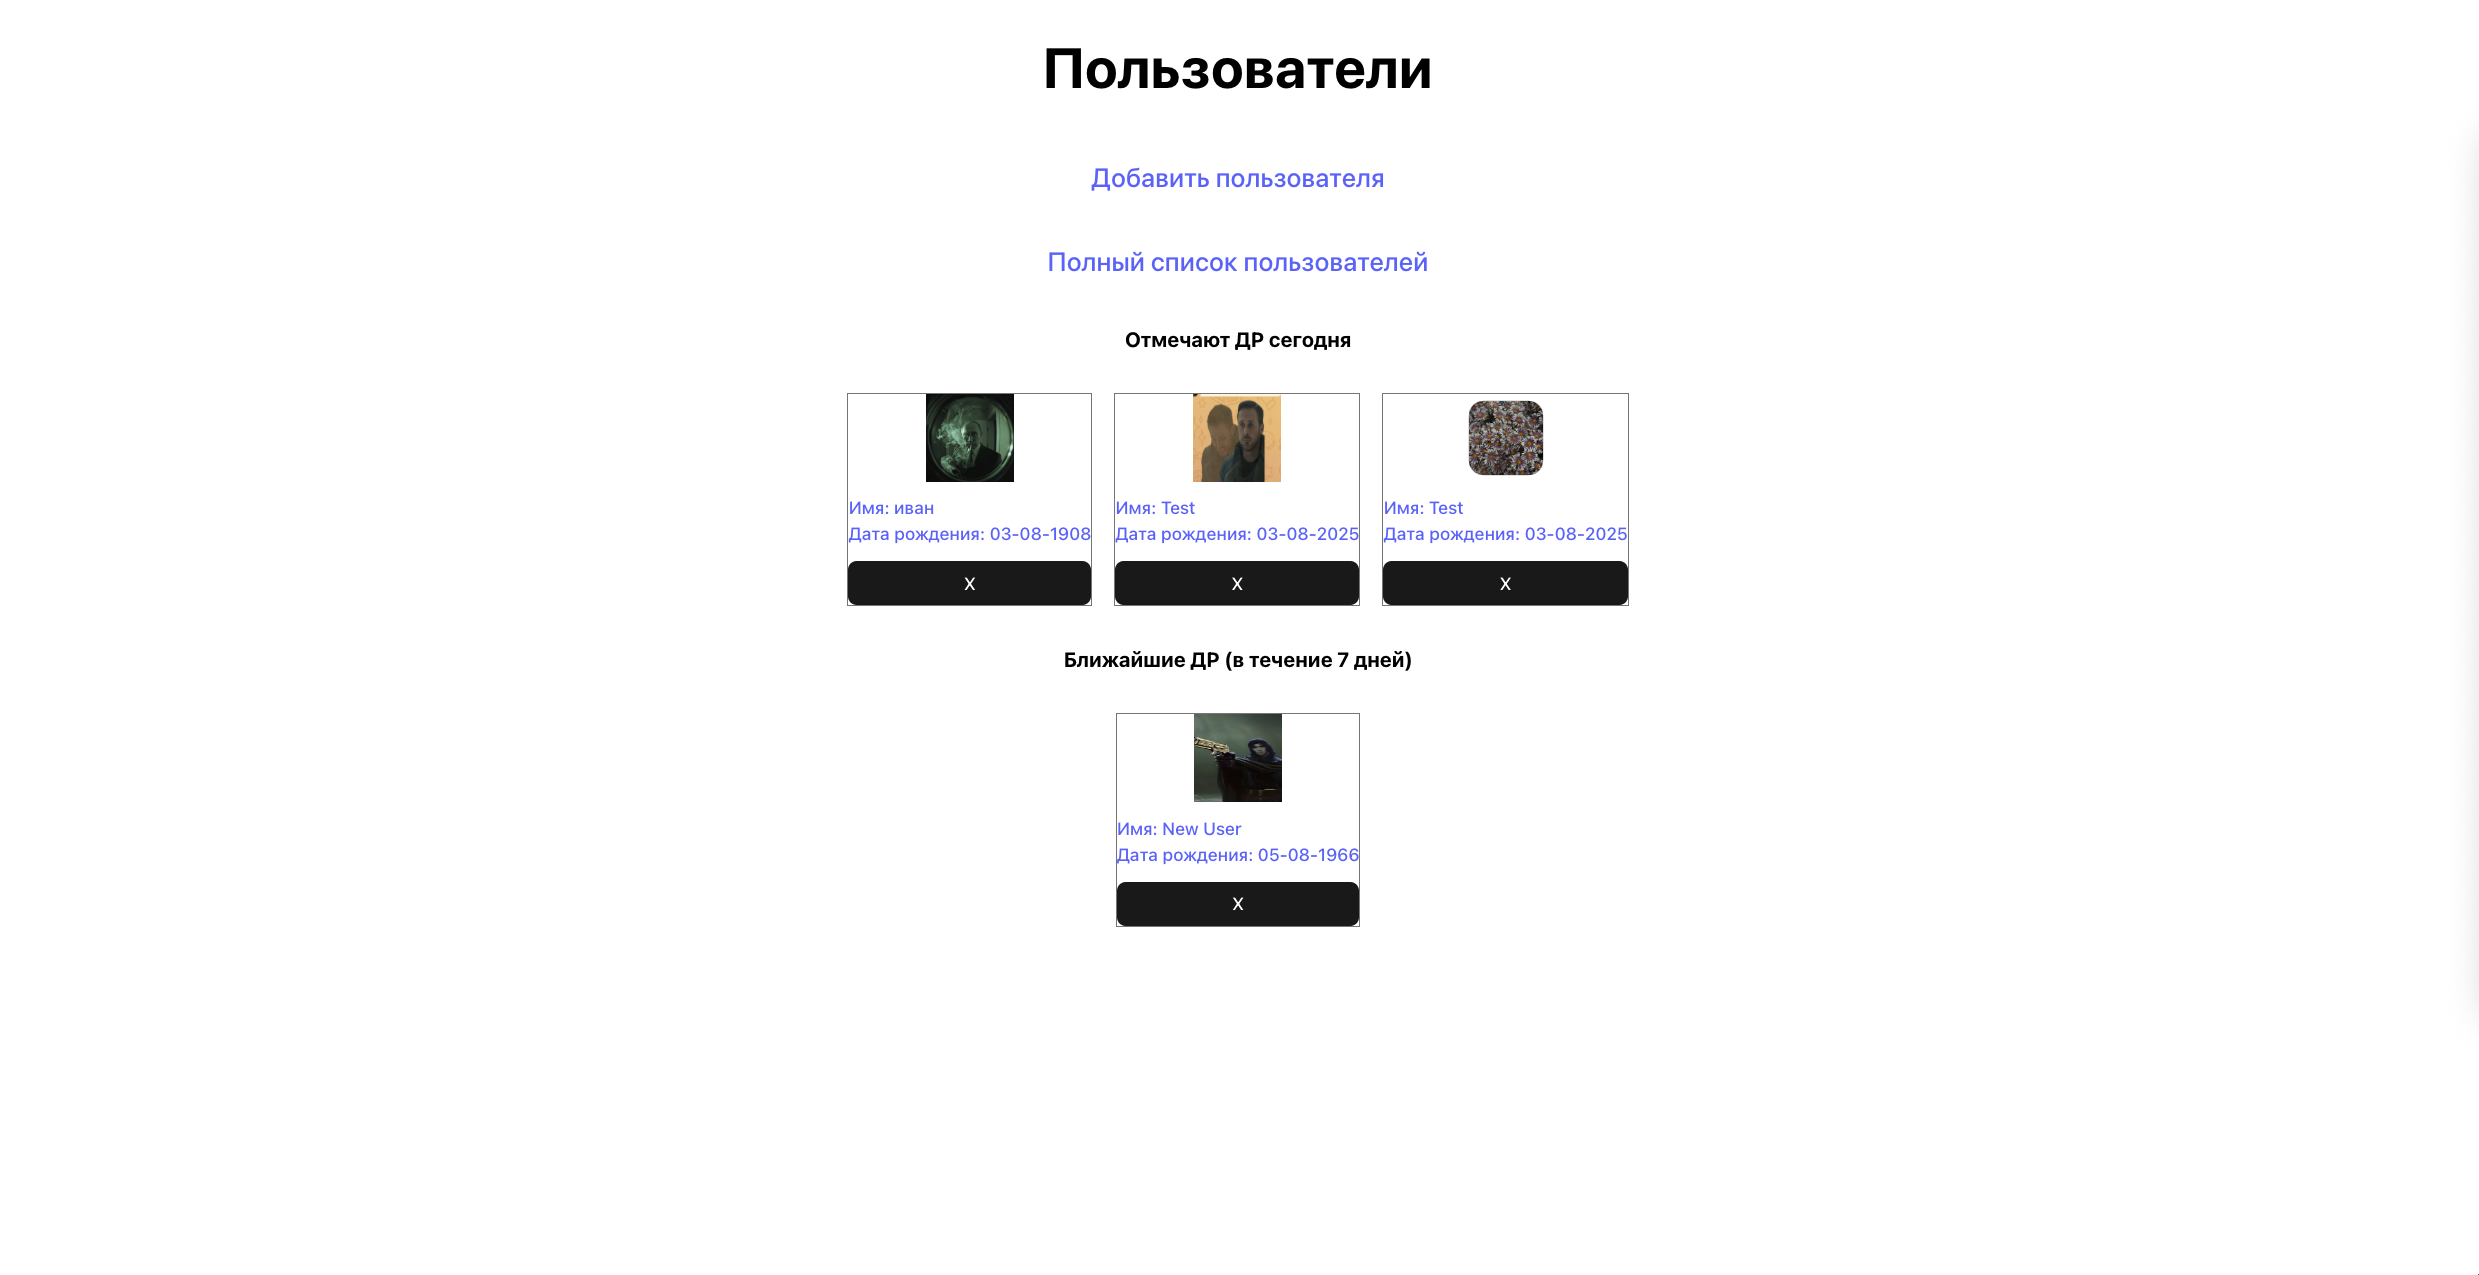 Пользователи
Добавить пользователя
Полный список пользователей
Отмечают ДР сегодня
Имя: иван
Дата рождения: 03-08-1908
X
Имя: Test
Дата рождения: 03-08-2025
X
Имя: Test
Дата рождения: 03-08-2025
X
Ближайшие ДР (в течение 7 дней)
Имя: New User
Дата рождения: 05-08-1966
X